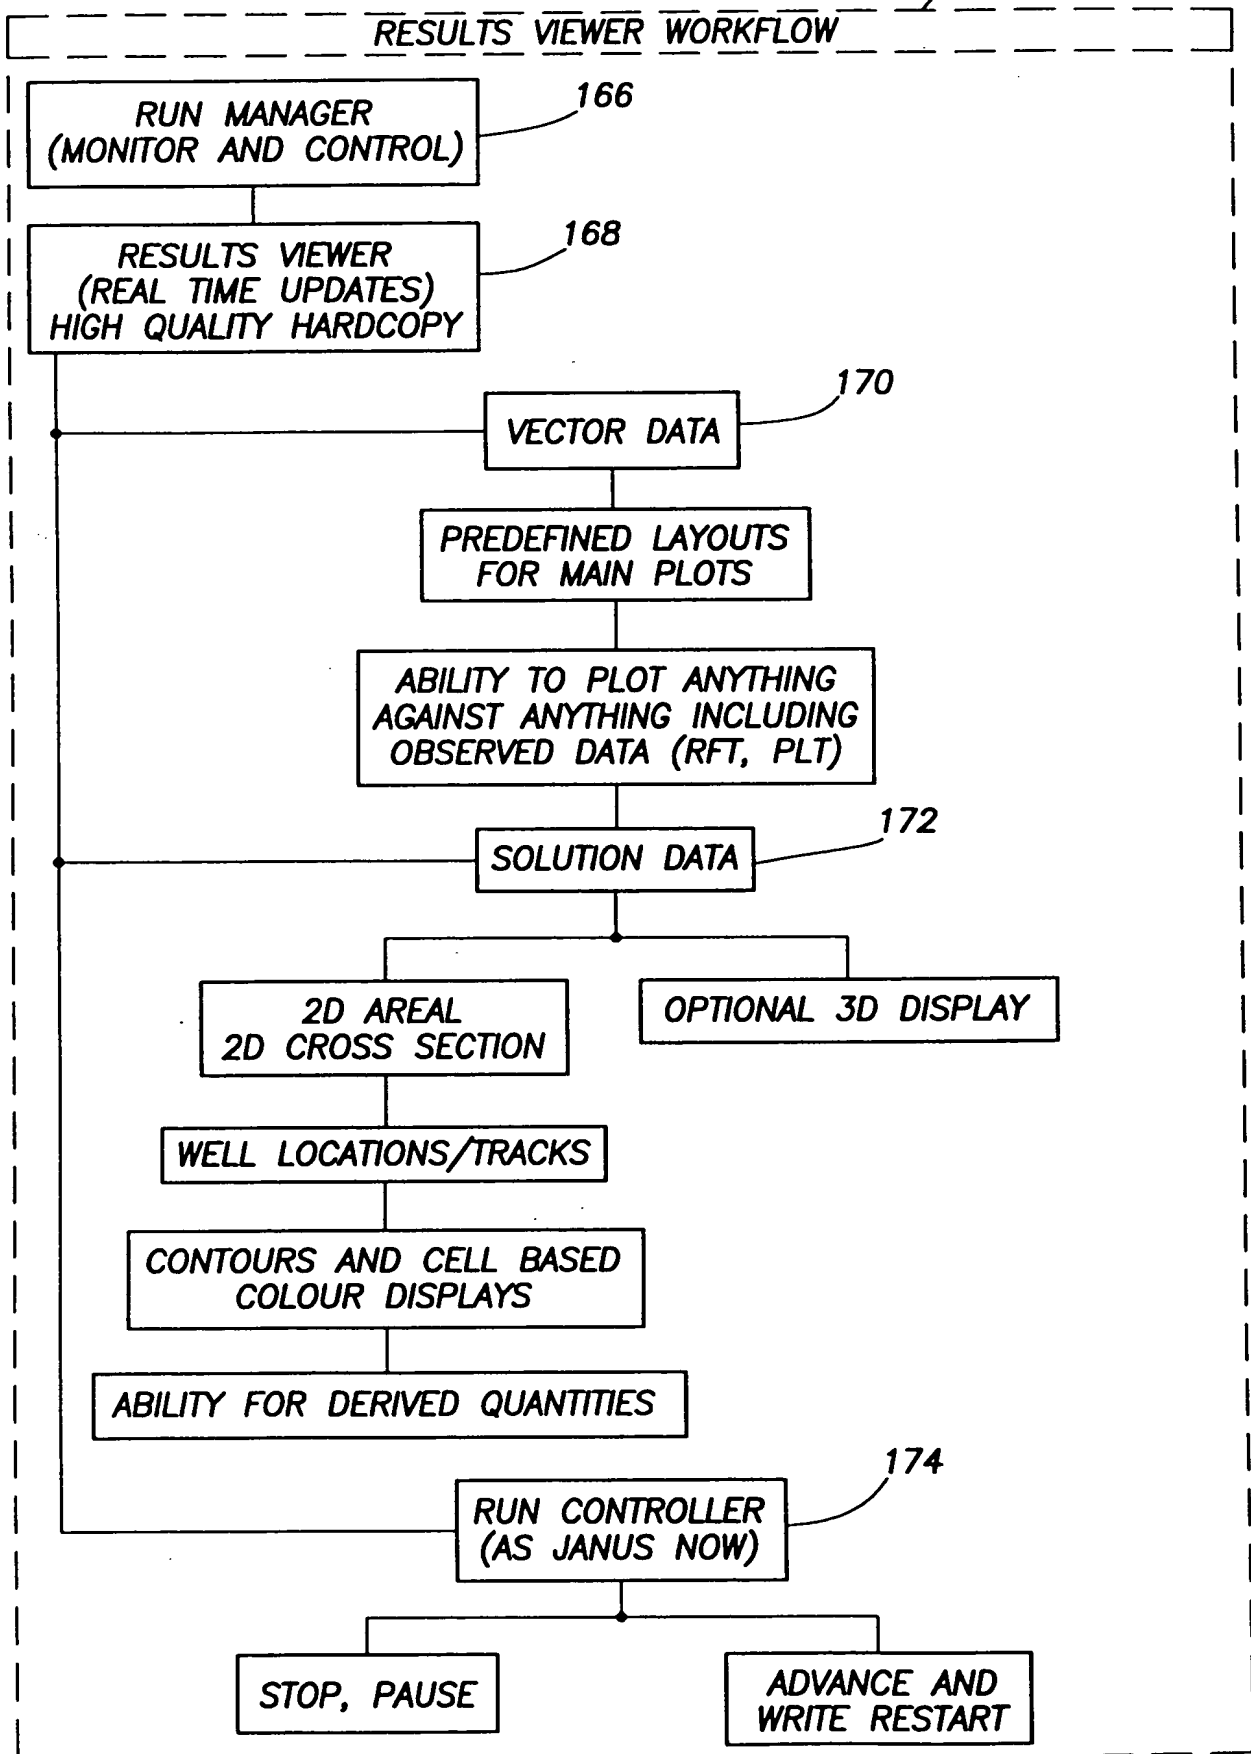 RESULTS VIEWER WORKFLOW
RUN MANAGER
(MONITOR AND CONTROL)
166
RESULTS VIEWER
(REAL TIME UPDATES)
HIGH QUALITY HARDCOPY
168
VECTOR DATA
170
PREDEFINED LAYOUTS
FOR MAIN PLOTS
ABILITY TO PLOT ANYTHING
AGAINST ANYTHING INCLUDING
OBSERVED DATA (RFT, PLT)
SOLUTION DATA
172
2D AREAL
2D CROSS SECTION
OPTIONAL 3D DISPLAY
WELL LOCATIONS/TRACKS
CONTOURS AND CELL BASED
COLOUR DISPLAYS
ABILITY FOR DERIVED QUANTITIES
RUN CONTROLLER
(AS JANUS NOW)
174
STOP, PAUSE
ADVANCE AND
WRITE RESTART